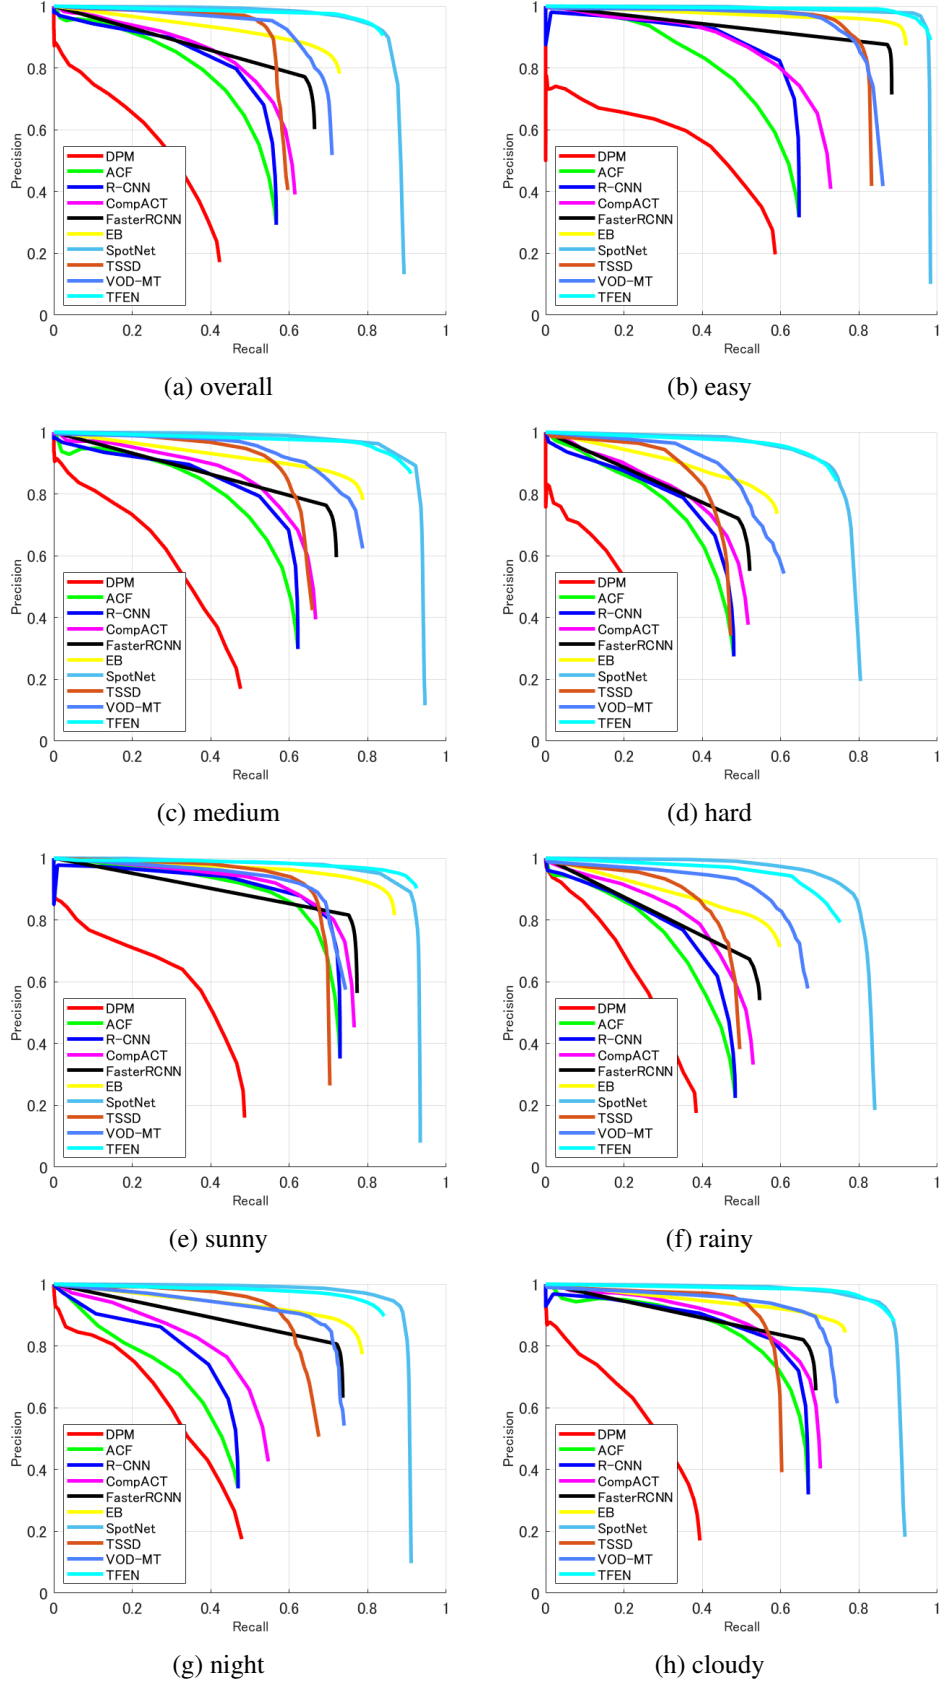 1
0.8
0.6
0.4
0.2
0
Precision
DPM
ACF
R-CNN
CompACT
FasterRCNN
EB
SpotNet
TSSD
VOD-MT
TFEN
0 0.2 0.4 0.6 0.8 1
Recall
(a) overall
1
0.8
0.6
0.4
0.2
0
Precision
DPM
ACF
R-CNN
CompACT
FasterRCNN
EB
SpotNet
TSSD
VOD-MT
TFEN
0 0.2 0.4 0.6 0.8 1
Recall
(b) easy
1
0.8
0.6
0.4
0.2
0
Precision
DPM
ACF
R-CNN
CompACT
FasterRCNN
EB
SpotNet
TSSD
VOD-MT
TFEN
0 0.2 0.4 0.6 0.8 1
Recall
(c) medium
1
0.8
0.6
0.4
0.2
0
Precision
DPM
ACF
R-CNN
CompACT
FasterRCNN
EB
SpotNet
TSSD
VOD-MT
TFEN
0 0.2 0.4 0.6 0.8 1
Recall
(d) hard
1
0.8
0.6
0.4
0.2
0
Precision
DPM
ACF
R-CNN
CompACT
FasterRCNN
EB
SpotNet
TSSD
VOD-MT
TFEN
0 0.2 0.4 0.6 0.8 1
Recall
(e) sunny
1
0.8
0.6
0.4
0.2
0
Precision
DPM
ACF
R-CNN
CompACT
FasterRCNN
EB
SpotNet
TSSD
VOD-MT
TFEN
0 0.2 0.4 0.6 0.8 1
Recall
(f) rainy
1
0.8
0.6
0.4
0.2
0
Precision
DPM
ACF
R-CNN
CompACT
FasterRCNN
EB
SpotNet
TSSD
VOD-MT
TFEN
0 0.2 0.4 0.6 0.8 1
Recall
(g) night
1
0.8
0.6
0.4
0.2
0
Precision
DPM
ACF
R-CNN
CompACT
FasterRCNN
EB
SpotNet
TSSD
VOD-MT
TFEN
0 0.2 0.4 0.6 0.8 1
Recall
(h) cloudy